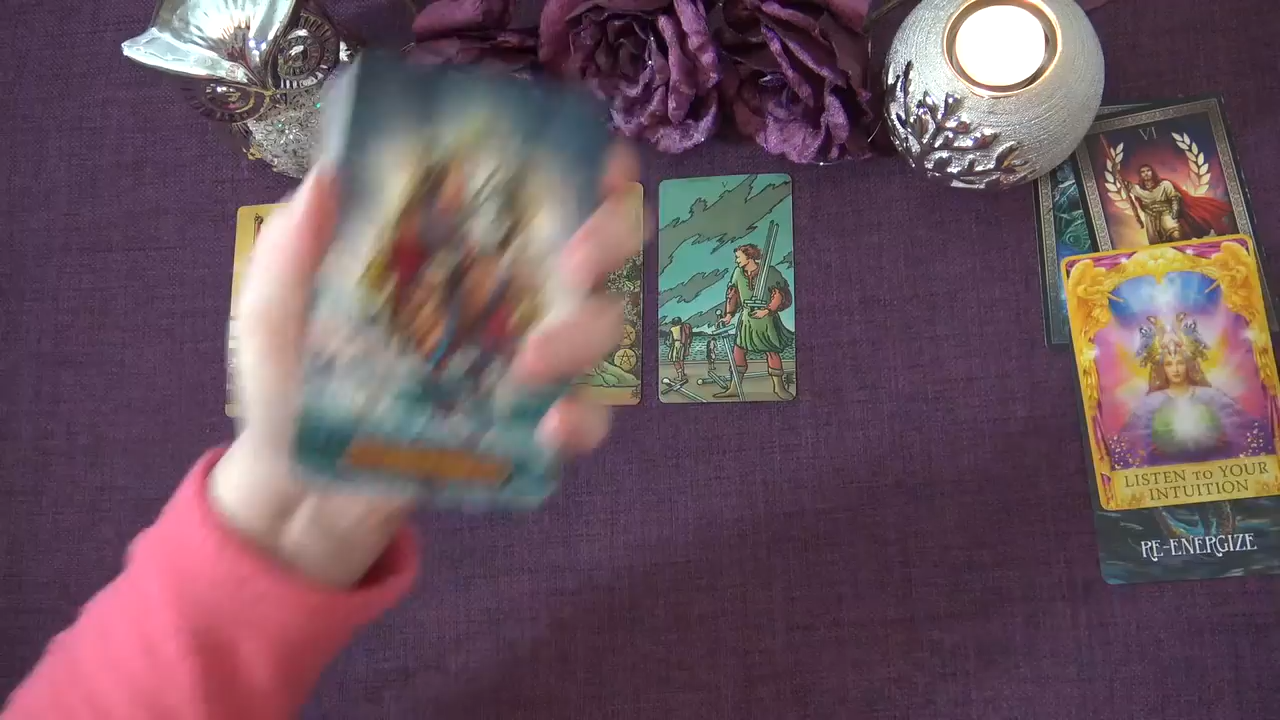 V
VI
LISTEN TO YOUR
INTUITION
RE-ENERGIZE